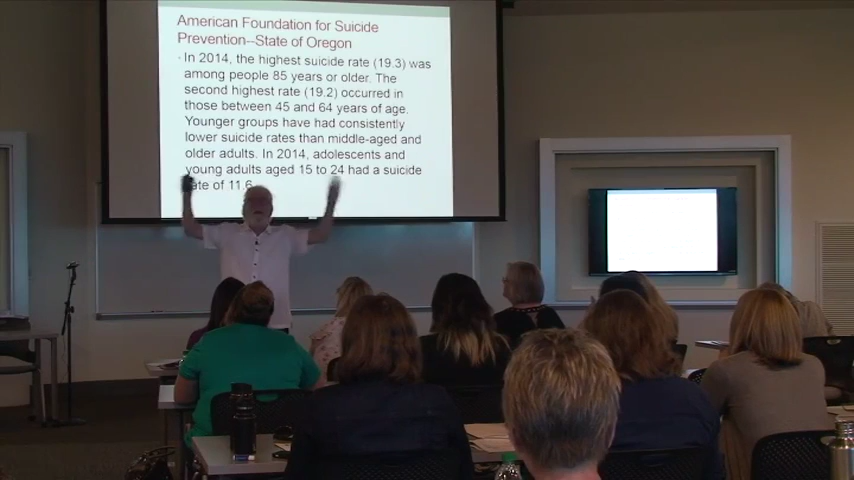 American Foundation for Suicide
Prevention--State of Oregon
· In 2014, the highest suicide rate (19.3) was
among people 85 years or older. The
second highest rate (19.2) occurred in
those between 45 and 64 years of age.
Younger groups have had consistently
lower suicide rates than middle-aged and
older adults. In 2014, adolescents and
young adults aged 15 to 24 had a suicide
rate of 11.6